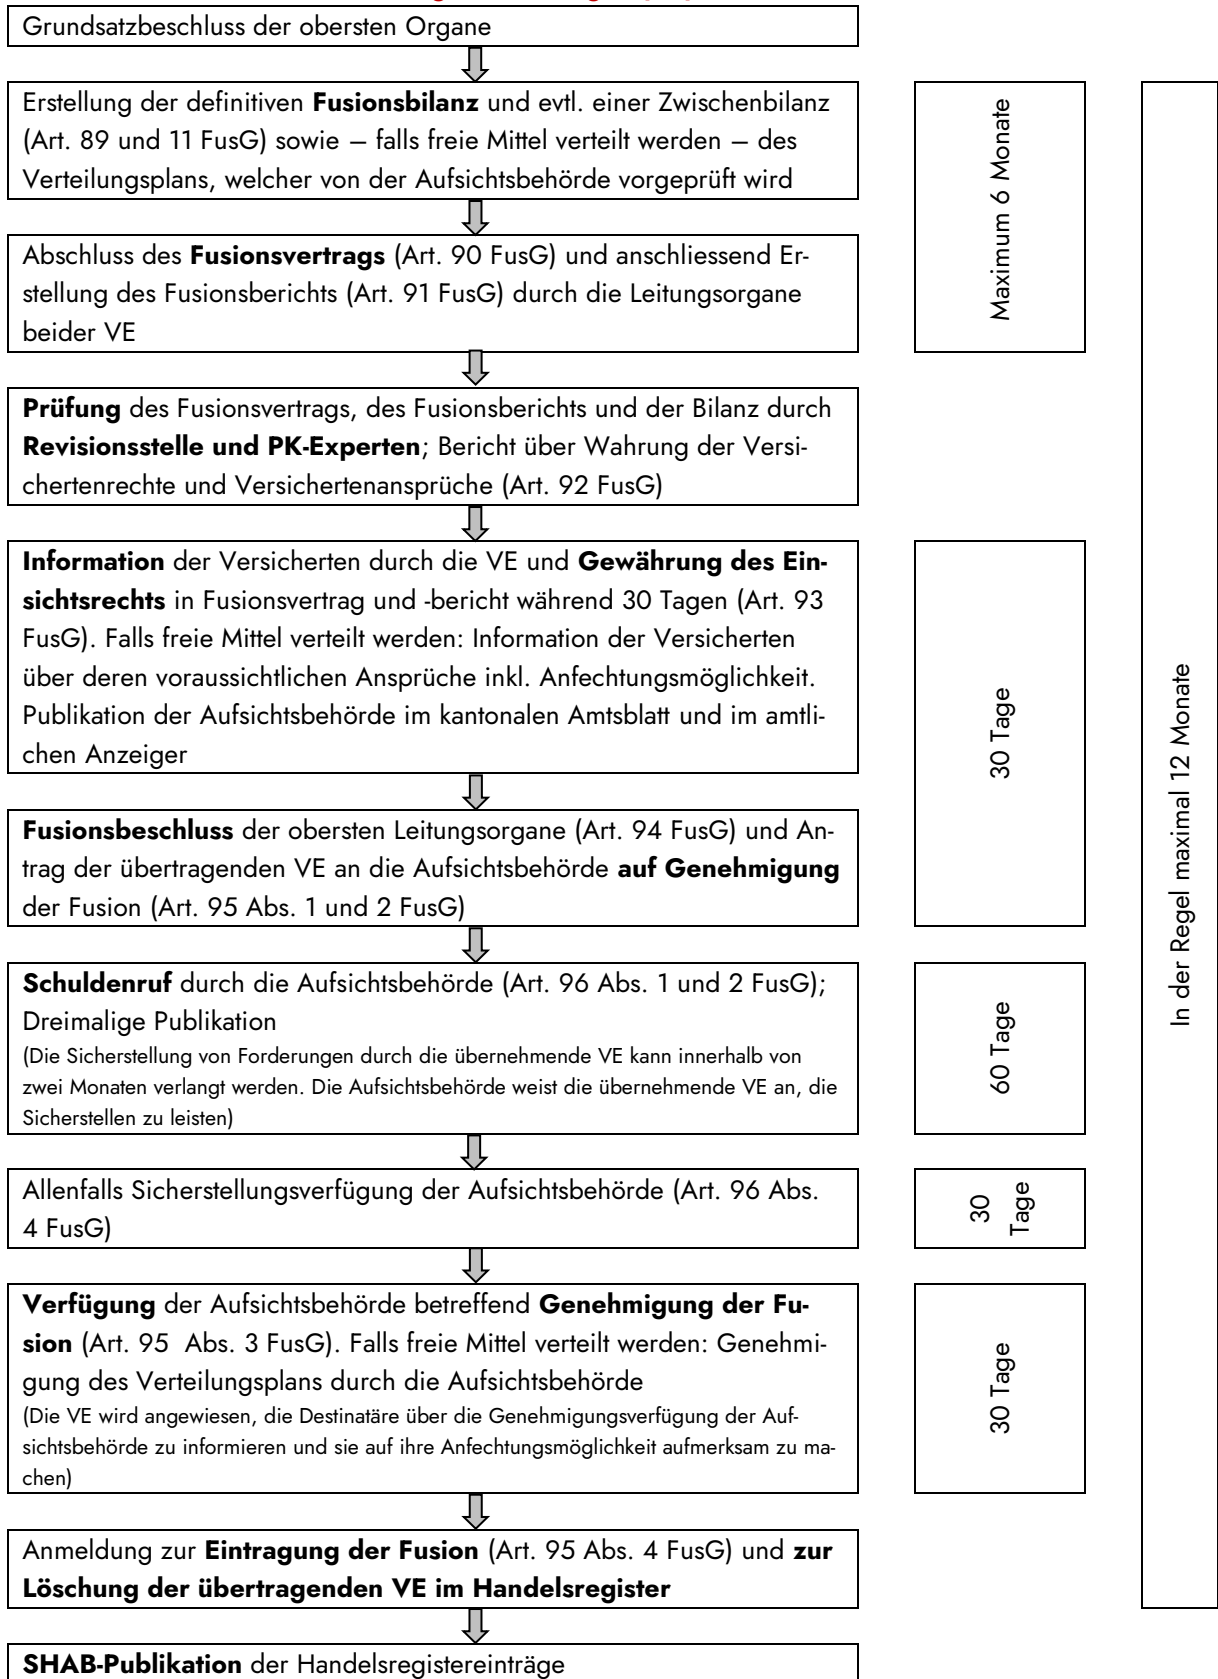 Grundsatzbeschluss der obersten Organe
Erstellung der definitiven Fusionsbilanz und evtl. einer Zwischenbilanz
(Art. 89 und 11 FusG) sowie – falls freie Mittel verteilt werden – des
Verteilungsplans, welcher von der Aufsichtsbehörde vorgeprüft wird
Abschluss des Fusionsvertrags (Art. 90 FusG) und anschliessend Er-
stellung des Fusionsberichts (Art. 91 FusG) durch die Leitungsorgane
beider VE
Maximum 6 Monate
Prüfung des Fusionsvertrags, des Fusionsberichts und der Bilanz durch
Revisionsstelle und PK-Experten; Bericht über Wahrung der Versi-
chertenrechte und Versichertenansprüche (Art. 92 FusG)
Information der Versicherten durch die VE und Gewährung des Ein-
sichtsrechts in Fusionsvertrag und -bericht während 30 Tagen (Art. 93
FusG). Falls freie Mittel verteilt werden: Information der Versicherten
über deren voraussichtlichen Ansprüche inkl. Anfechtungsmöglichkeit.
Publikation der Aufsichtsbehörde im kantonalen Amtsblatt und im amtli-
chen Anzeiger
Fusionsbeschluss der obersten Leitungsorgane (Art. 94 FusG) und An-
trag der übertragenden VE an die Aufsichtsbehörde auf Genehmigung
der Fusion (Art. 95 Abs. 1 und 2 FusG)
30 Tage
Schuldenruf durch die Aufsichtsbehörde (Art. 96 Abs. 1 und 2 FusG);
Dreimalige Publikation
(Die Sicherstellung von Forderungen durch die übernehmende VE kann innerhalb von
zwei Monaten verlangt werden. Die Aufsichtsbehörde weist die übernehmende VE an, die
Sicherstellen zu leisten)
60 Tage
Allenfalls Sicherstellungsverfügung der Aufsichtsbehörde (Art. 96 Abs.
4 FusG)
30
Tage
Verfügung der Aufsichtsbehörde betreffend Genehmigung der Fu-
sion (Art. 95 Abs. 3 FusG). Falls freie Mittel verteilt werden: Genehmi-
gung des Verteilungsplans durch die Aufsichtsbehörde
(Die VE wird angewiesen, die Destinatäre über die Genehmigungsverfügung der Auf-
sichtsbehörde zu informieren und sie auf ihre Anfechtungsmöglichkeit aufmerksam zu ma-
chen)
30 Tage
Anmeldung zur Eintragung der Fusion (Art. 95 Abs. 4 FusG) und zur
Löschung der übertragenden VE im Handelsregister
In der Regel maximal 12 Monate
SHAB-Publikation der Handelsregistereinträge